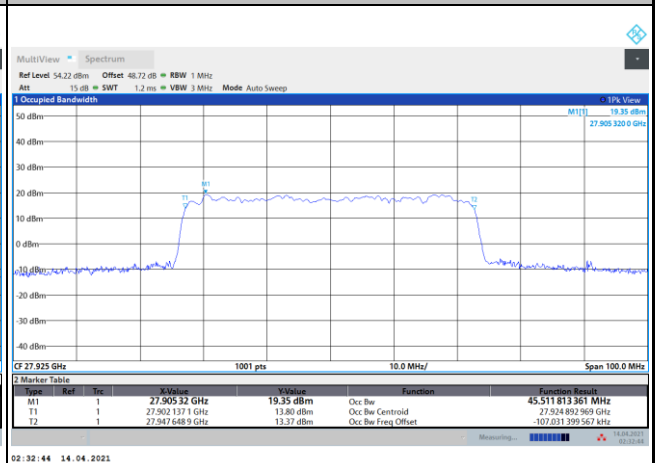 MultiView Spectrum
Ref Level 54.22 dBm Offset 48.72 dB RBW 1 MHz
Att 15 dB SWT 1.2 ms VBW 3 MHz Mode Auto Sweep
1 Occupied Bandwidth 1Pk View
M1[1] 19.35 dBm
27.905 320 0 GHz
50 dBm
40 dBm
30 dBm
M1
20 dBm
T1 T2
10 dBm
0 dBm
-10 dBm
-20 dBm
-30 dBm
-40 dBm
CF 27.925 GHz 1001 pts 10.0 MHz/ Span 100.0 MHz
2 Marker Table
Type Ref Trc X-Value Y-Value Function Function Result
M1 1 27.90532 GHz 19.35 dBm Occ Bw 45.511 813 361 MHz
T1 1 27.902 137 1 GHz 13.80 dBm Occ Bw Centroid 27.924 892 969 GHz
T2 1 27.947 648 9 GHz 13.37 dBm Occ Bw Freq Offset -107.031 399 567 kHz
Measuring... 14.04.2021
02:32:44
02:32:44 14.04.2021